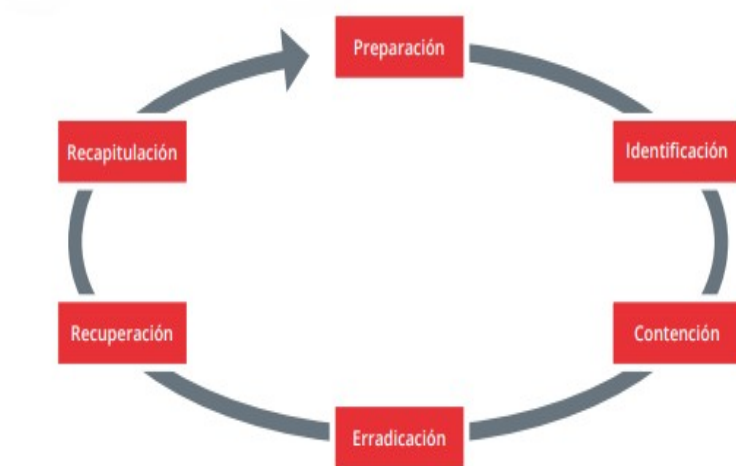 Preparación
Identificación
Contención
Erradicación
Recuperación
Recapitulación